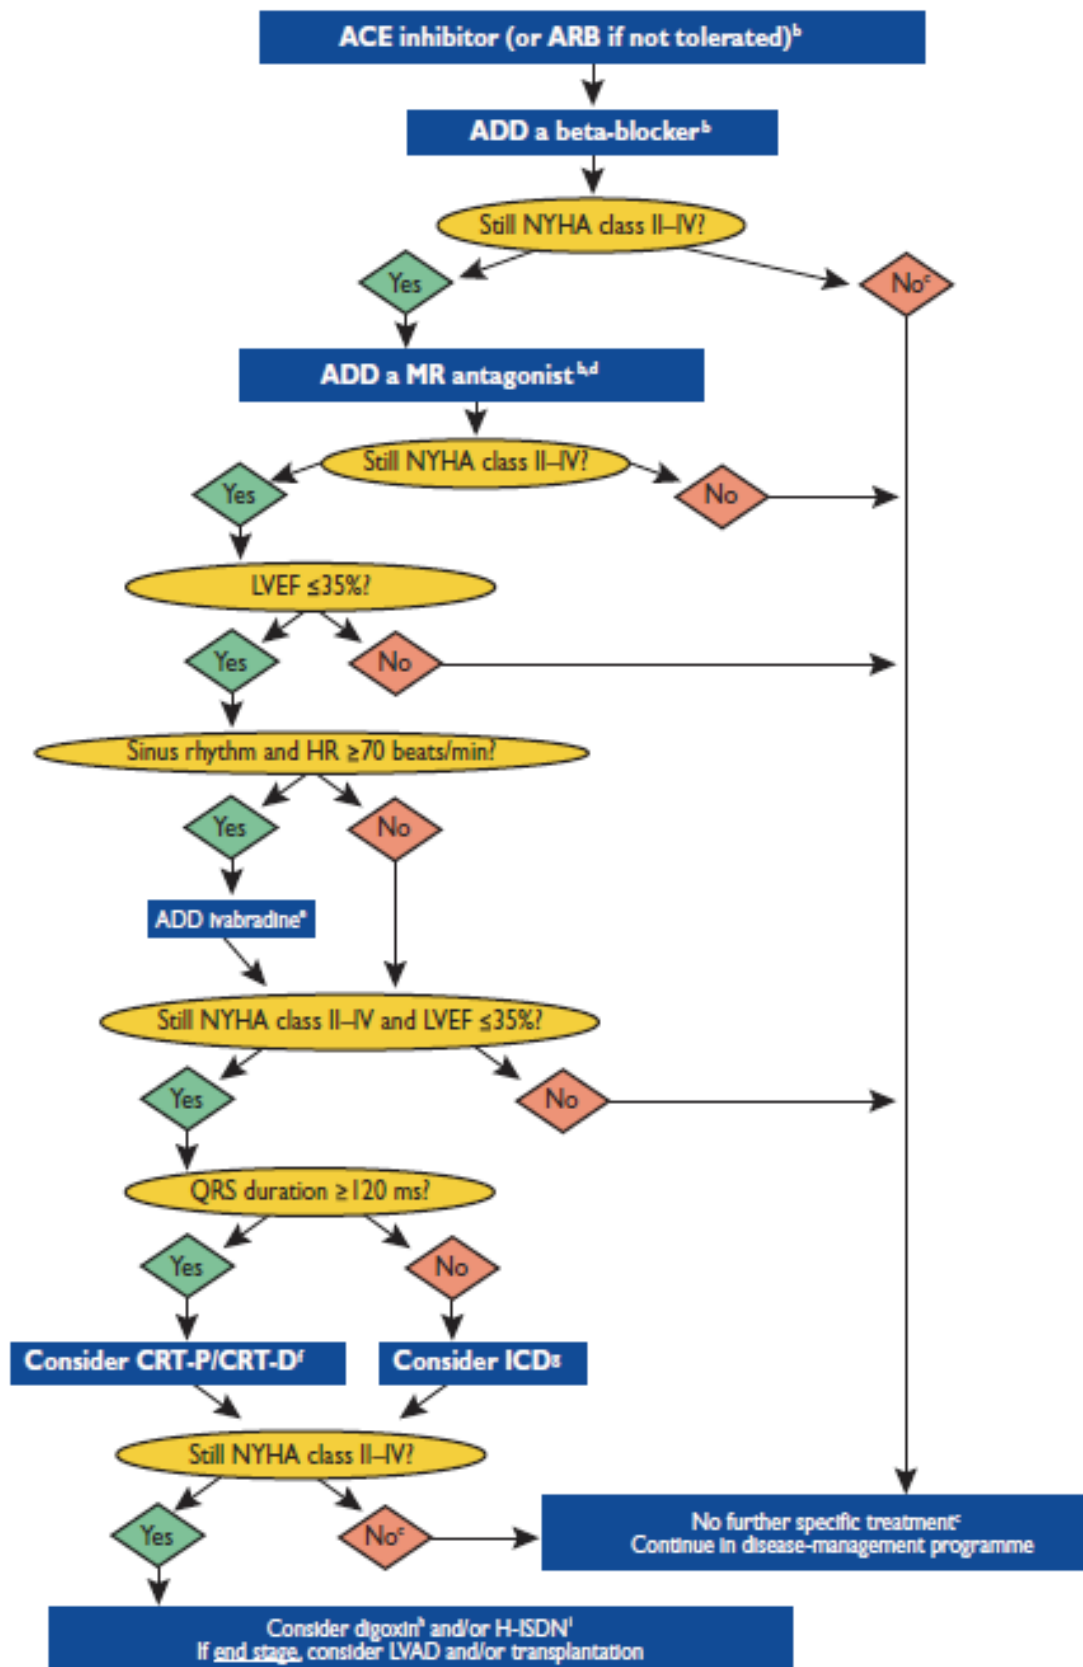 ACE inhibitor (or ARB if not tolerated)ᵇ
ADD a beta-blockerᵇ
Still NYHA class II–IV?
Yes
Noᶜ
ADD a MR antagonistᵇ,ᵈ
Still NYHA class II–IV?
Yes
No
LVEF ≤35%?
Yes
No
Sinus rhythm and HR ≥70 beats/min?
Yes
No
ADD ivabradineᵉ
Still NYHA class II–IV and LVEF ≤35%?
Yes
No
QRS duration ≥120 ms?
Yes
No
Consider CRT-P/CRT-Dᶠ
Consider ICDᵍ
Still NYHA class II–IV?
Yes
Noᶜ
No further specific treatmentᶜ
Continue in disease-management programme
Consider digoxinʰ and/or H-ISDNⁱ
If end stage, consider LVAD and/or transplantation